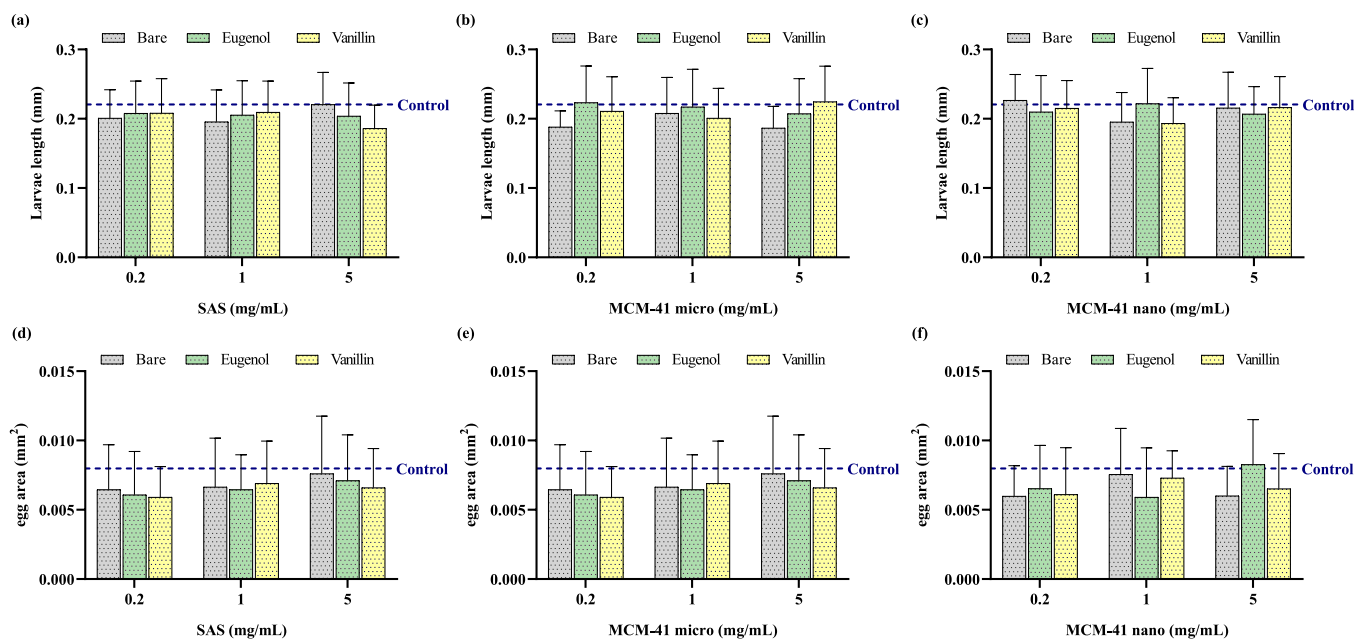 (a)
Bare Eugenol Vanillin
0.3
0.2
0.1
0.0
Larvae length (mm)
Control
0.2 1 5
SAS (mg/mL)
(b)
Bare Eugenol Vanillin
0.3
0.2
0.1
0.0
Larvae length (mm)
Control
0.2 1 5
MCM-41 micro (mg/mL)
(c)
Bare Eugenol Vanillin
0.3
0.2
0.1
0.0
Larvae length (mm)
Control
0.2 1 5
MCM-41 nano (mg/mL)
(d)
Bare Eugenol Vanillin
0.015
0.010
0.005
0.000
egg area (mm²)
Control
0.2 1 5
SAS (mg/mL)
(e)
Bare Eugenol Vanillin
0.015
0.010
0.005
0.000
egg area (mm²)
Control
0.2 1 5
MCM-41 micro (mg/mL)
(f)
Bare Eugenol Vanillin
0.015
0.010
0.005
0.000
egg area (mm²)
Control
0.2 1 5
MCM-41 nano (mg/mL)